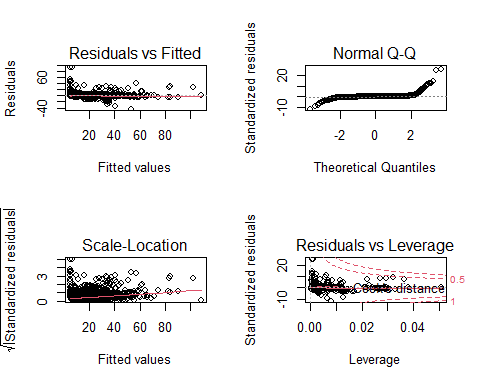 Residuals vs Fitted
Residuals
60
-40
20 40 60 80
Fitted values
Normal Q-Q
Standardized residuals
20
-10
-2 0 2
Theoretical Quantiles
Scale-Location
√|Standardized residuals|
3
0
20 40 60 80
Fitted values
Residuals vs Leverage
Standardized residuals
20
-10
Cook's distance
0.5
1
0.00 0.02 0.04
Leverage